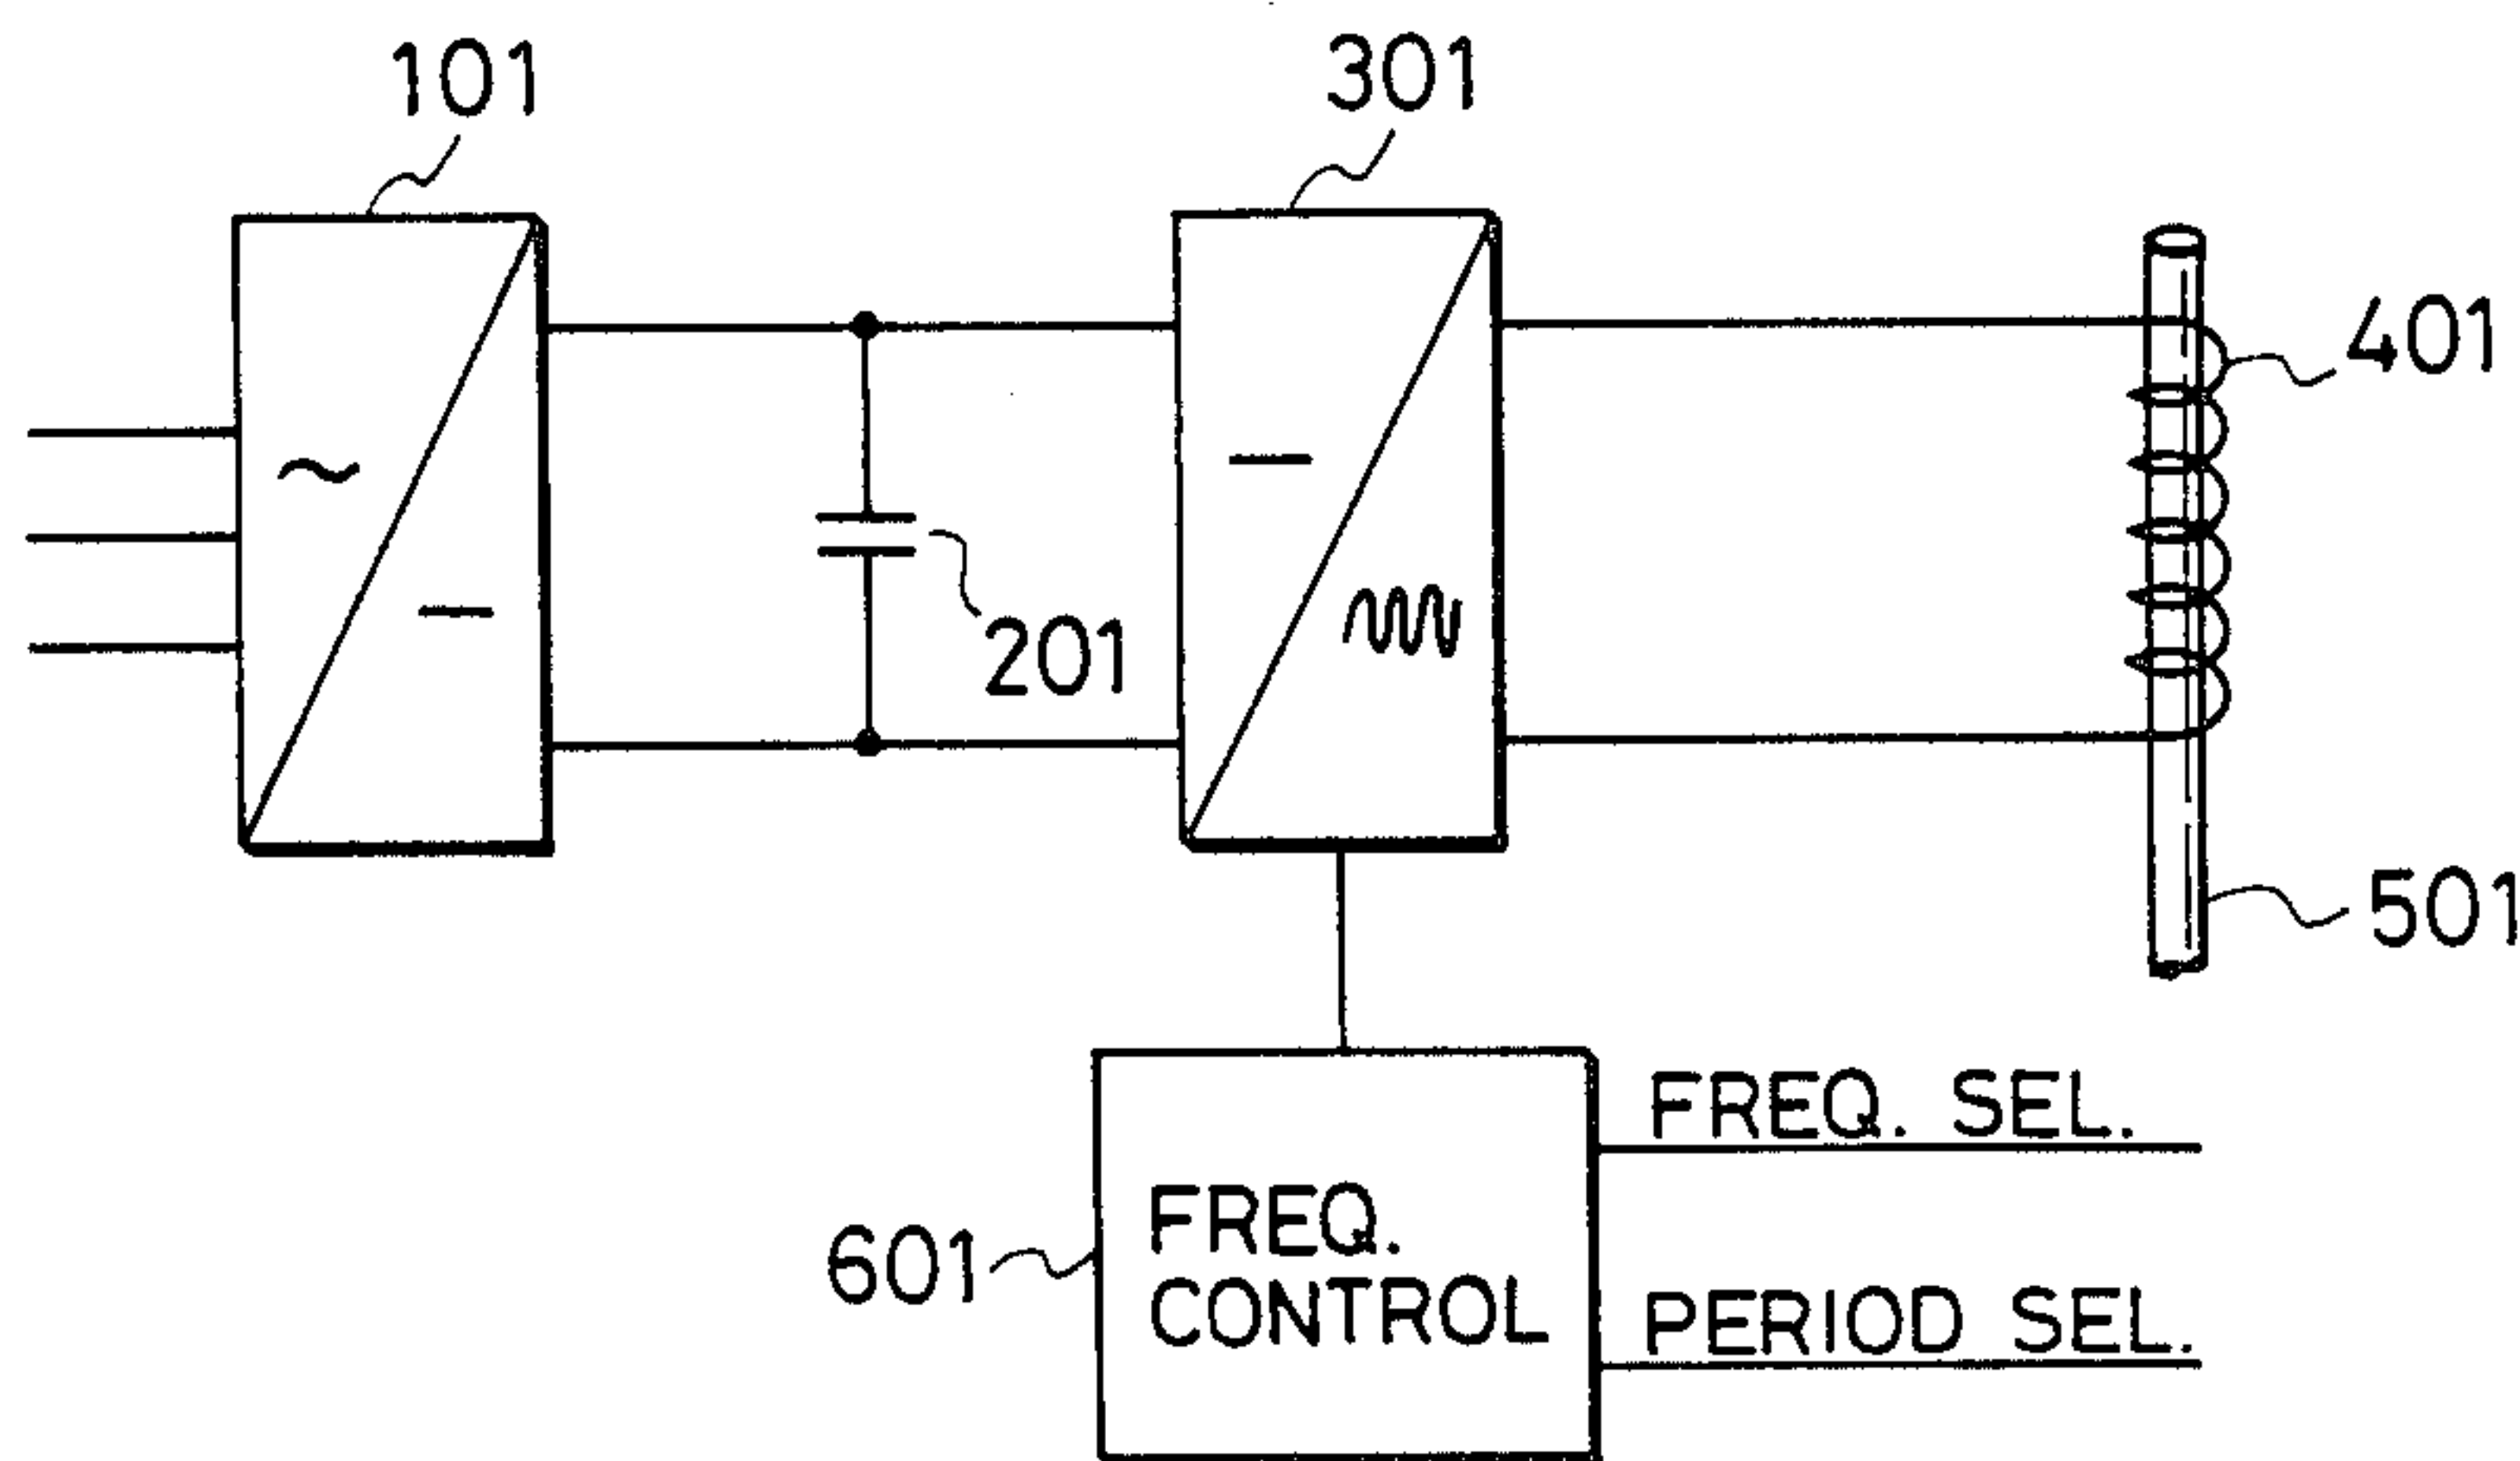 101
301
401
201
501
FREQ. SEL.
FREQ.
CONTROL
601
PERIOD SEL.